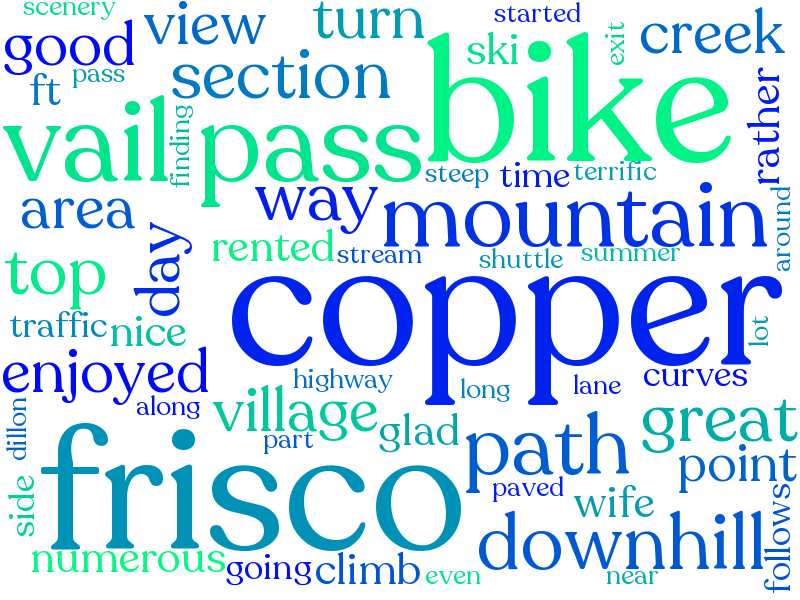 scenery
good
view
turn
started
ski
exit
creek
ft
pass
section
bike
rather
vail
finding
pass
steep
time
terrific
area
way
mountain
around
day
rented
stream
shuttle
summer
top
copper
traffic
nice
lot
enjoyed
highway
long
lane
curves
along
village
dillon
part
glad
path
great
frisco
point
side
paved
wife
follows
downhill
numerous
going
climb
even
near